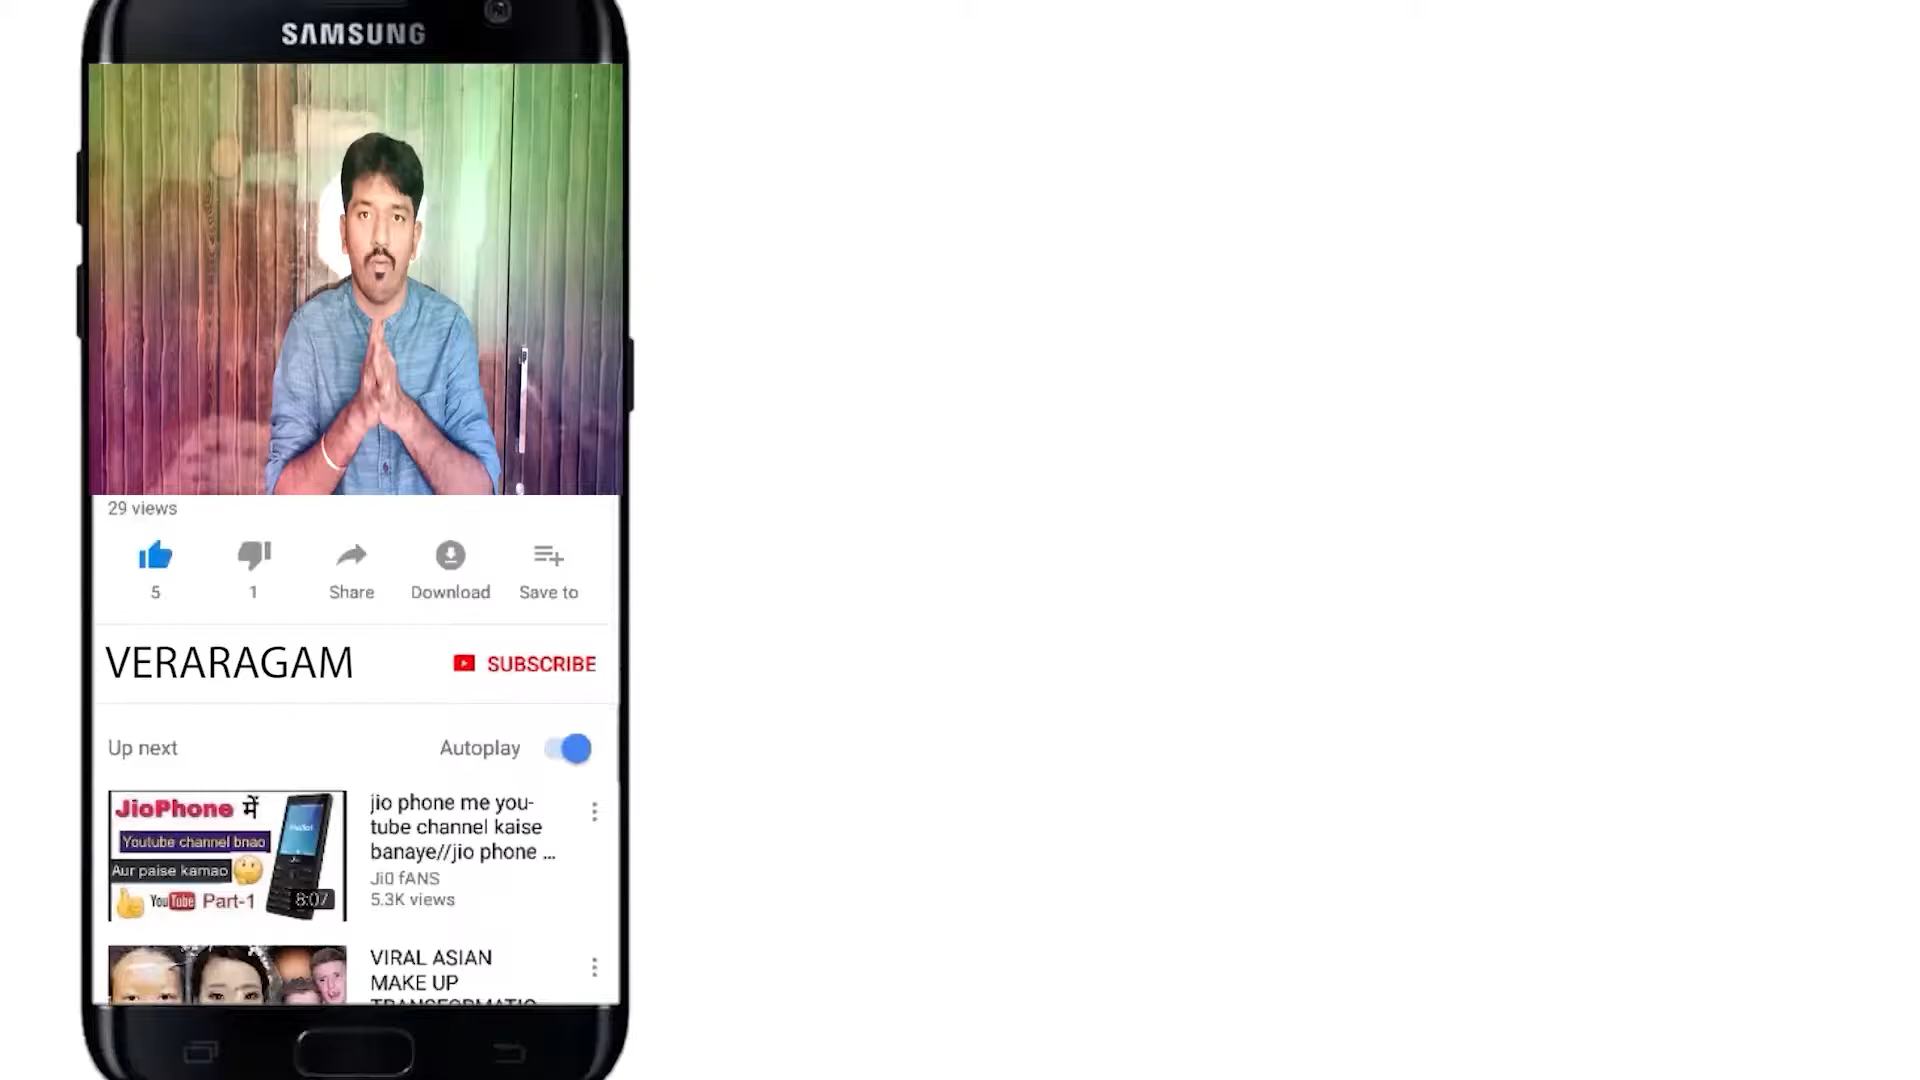 SAMSUNG
29 views
5
1
Share
Download
Save to
VERARAGAM
SUBSCRIBE
Up next
Autoplay
JioPhone में
Youtube channel bnao
Aur paise kamao
YouTube Part-1
8:07
jio phone me you-
tube channel kaise
banaye//jio phone ...
Ji0 fANS
5.3K views
VIRAL ASIAN
MAKE UP
TRANSFORMATIO